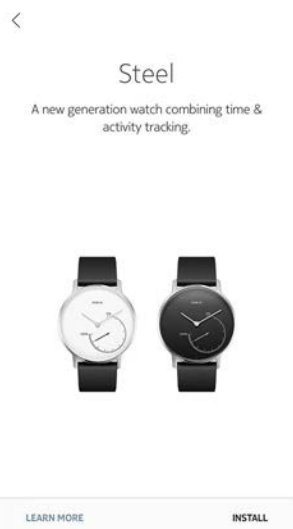 Steel
A new generation watch combining time &
activity tracking.
LEARN MORE
INSTALL